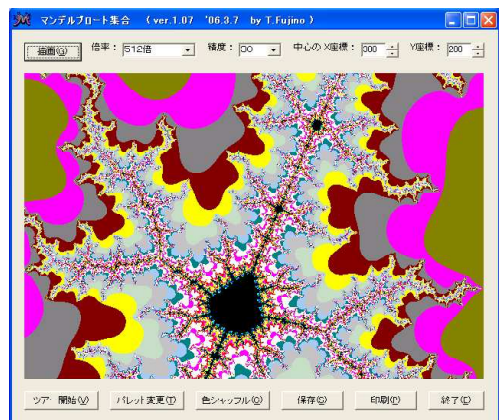 マンデルブロート集合 （ver.1.07 '06.3.7 by T.Fujino）
描画(G) 倍率： 512倍 精度： 中心の X座標： 300 Y座標： 200
ツアー開始(V) パレット変更(T) 色シャッフル(O) 保存(S) 印刷(P) 終了(E)